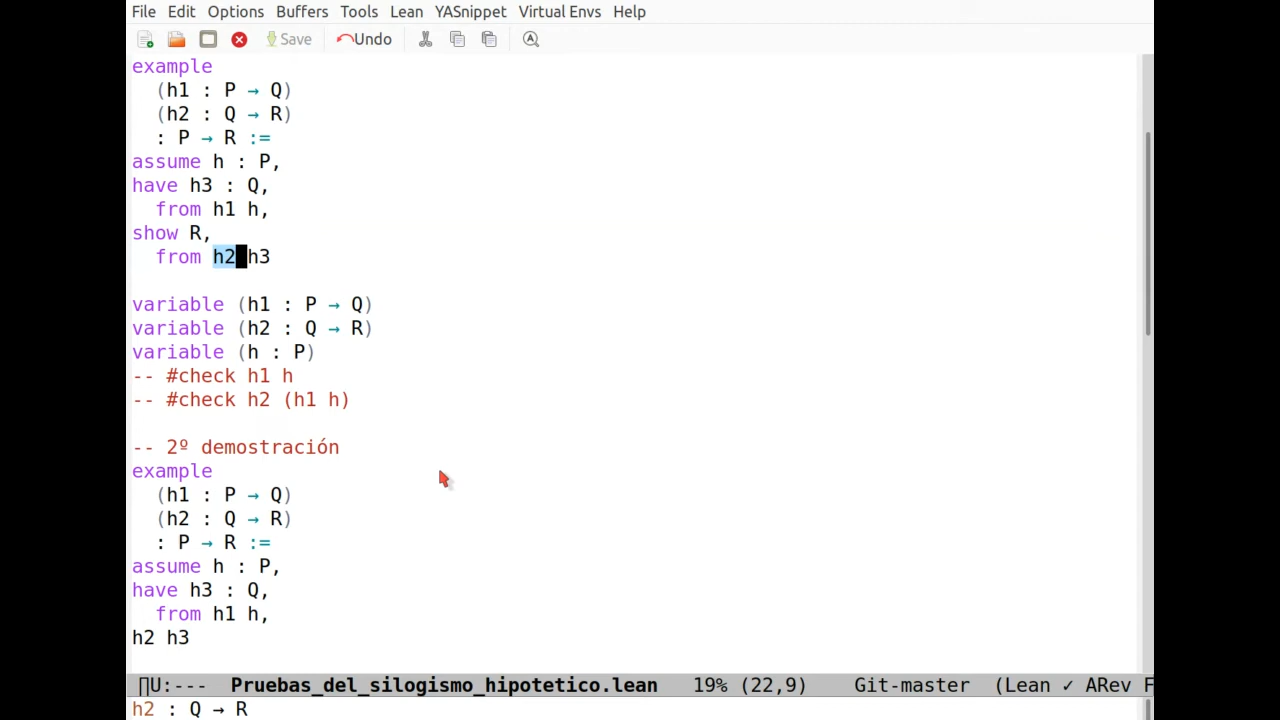 File Edit Options Buffers Tools Lean YASnippet Virtual Envs Help
Save Undo
example
  (h1 : P → Q)
  (h2 : Q → R)
  : P → R :=
assume h : P,
have h3 : Q,
  from h1 h,
show R,
  from h2 h3
variable (h1 : P → Q)
variable (h2 : Q → R)
variable (h : P)
-- #check h1 h
-- #check h2 (h1 h)
-- 2º demostración
example
  (h1 : P → Q)
  (h2 : Q → R)
  : P → R :=
assume h : P,
have h3 : Q,
  from h1 h,
h2 h3
∏U:--- Pruebas_del_silogismo_hipotetico.lean 19% (22,9) Git-master (Lean ✓ ARev F
h2 : Q → R